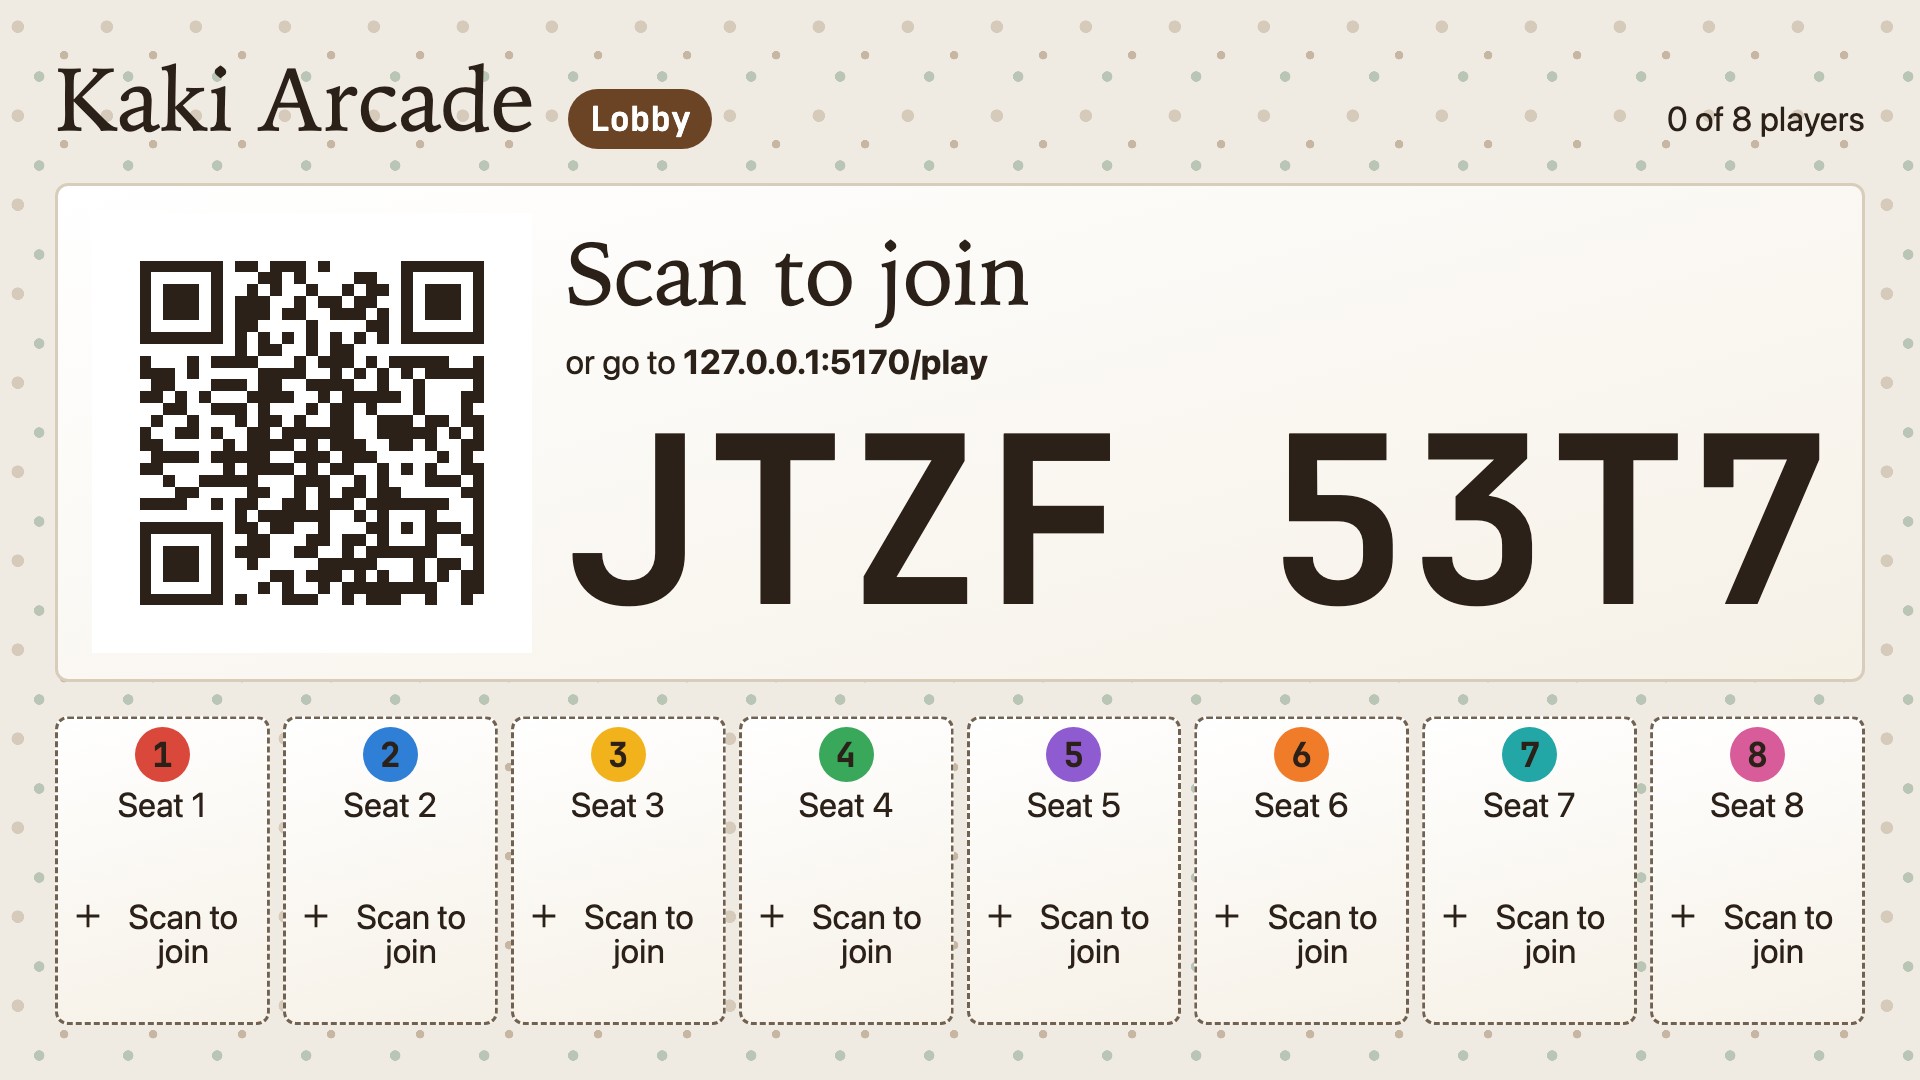 Kaki Arcade
Lobby
0 of 8 players
Scan to join
or go to 127.0.0.1:5170/play
JTZF 53T7
1
Seat 1
+ Scan to
join
2
Seat 2
+ Scan to
join
3
Seat 3
+ Scan to
join
4
Seat 4
+ Scan to
join
5
Seat 5
+ Scan to
join
6
Seat 6
+ Scan to
join
7
Seat 7
+ Scan to
join
8
Seat 8
+ Scan to
join